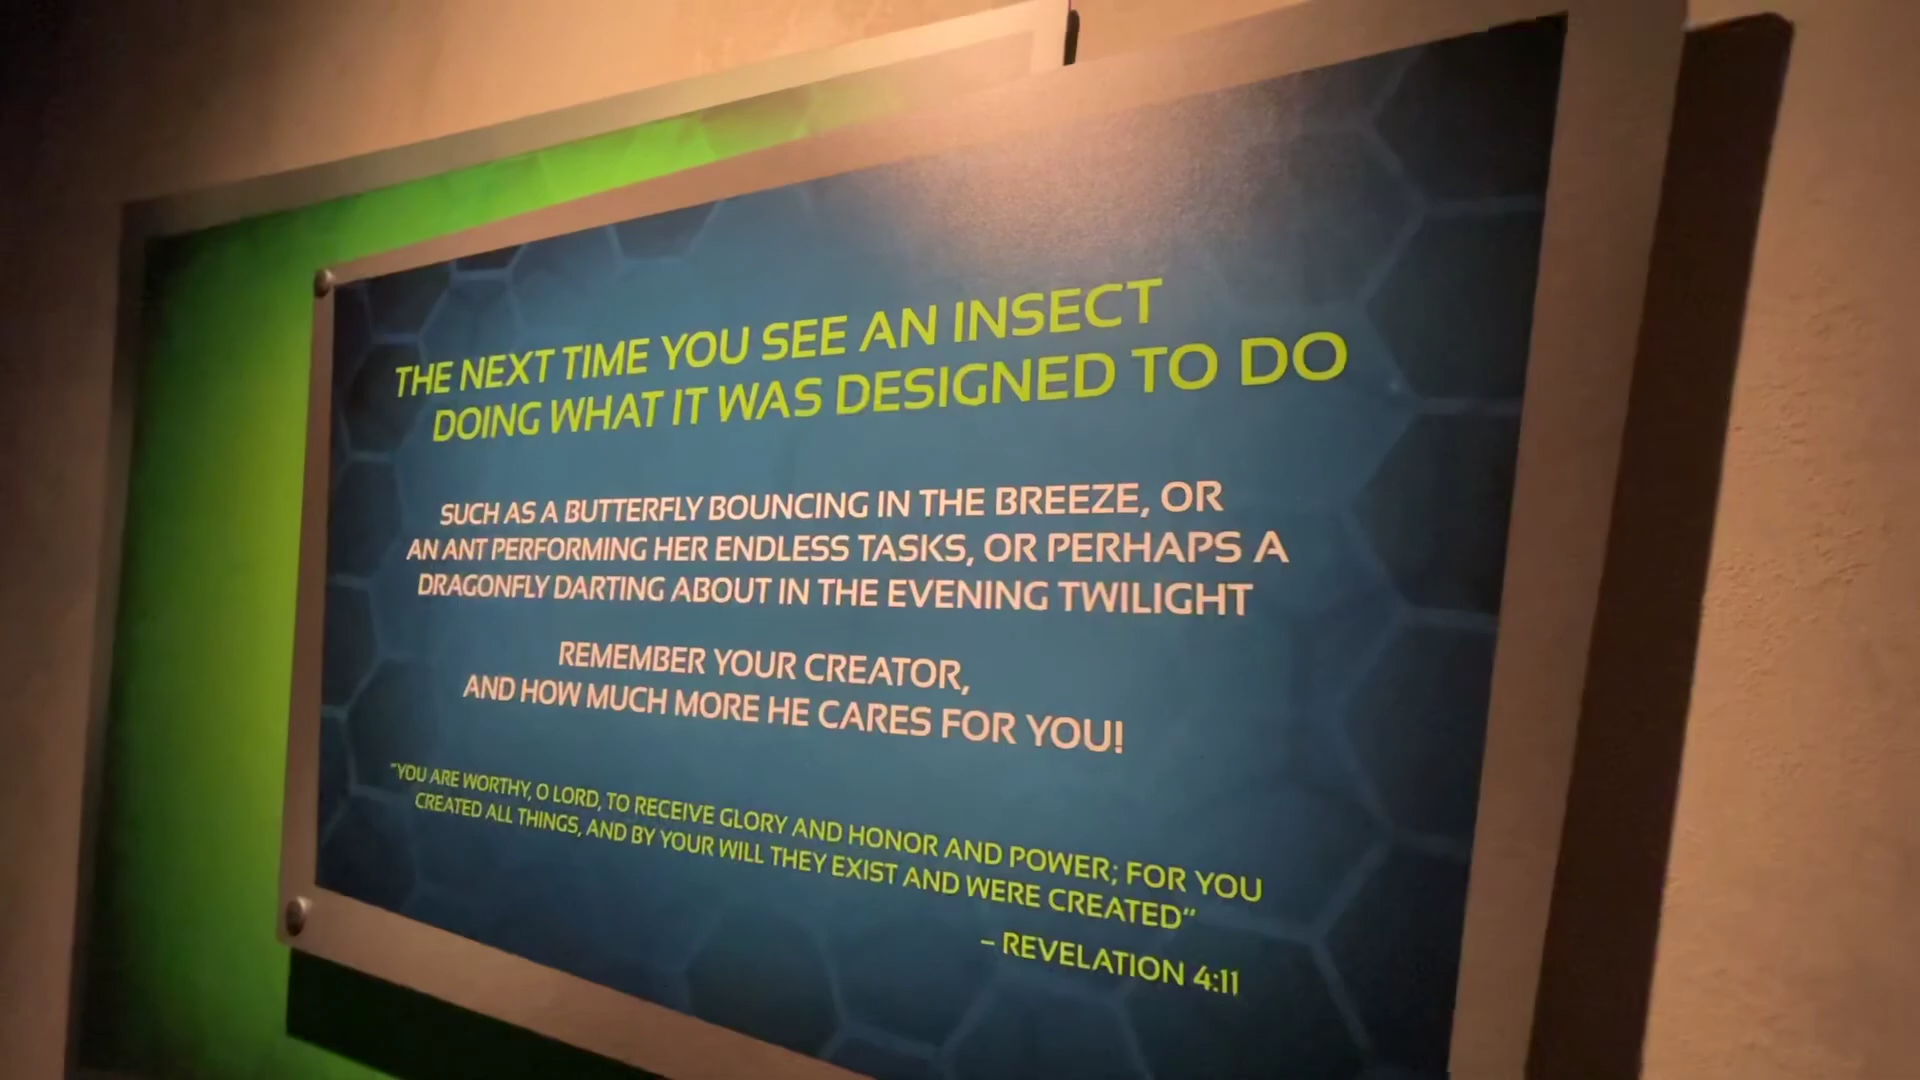 THE NEXT TIME YOU SEE AN INSECT
DOING WHAT IT WAS DESIGNED TO DO
SUCH AS A BUTTERFLY BOUNCING IN THE BREEZE, OR
AN ANT PERFORMING HER ENDLESS TASKS, OR PERHAPS A
DRAGONFLY DARTING ABOUT IN THE EVENING TWILIGHT
REMEMBER YOUR CREATOR,
AND HOW MUCH MORE HE CARES FOR YOU!
"YOU ARE WORTHY, O LORD, TO RECEIVE GLORY AND HONOR AND POWER; FOR YOU
CREATED ALL THINGS, AND BY YOUR WILL THEY EXIST AND WERE CREATED"
– REVELATION 4:11